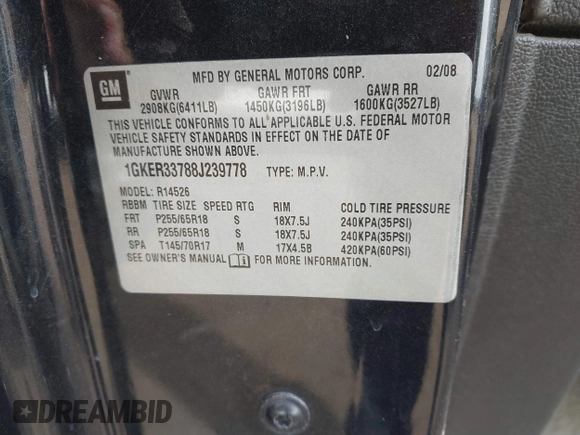 GM
MFD BY GENERAL MOTORS CORP. 02/08
GVWR GAWR FRT GAWR RR
2908KG(6411LB) 1450KG(3196LB) 1600KG(3527LB)
THIS VEHICLE CONFORMS TO ALL APPLICABLE U.S. FEDERAL MOTOR
VEHICLE SAFETY STANDARDS IN EFFECT ON THE DATE OF
MANUFACTURE SHOWN ABOVE.
1GKER33788J239778 TYPE: M.P.V.
MODEL: R14526
RBBM TIRE SIZE SPEED RTG RIM COLD TIRE PRESSURE
FRT P255/65R18 S 18X7.5J 240KPA(35PSI)
RR P255/65R18 S 18X7.5J 240KPA(35PSI)
SPA T145/70R17 M 17X4.5B 420KPA(60PSI)
SEE OWNER'S MANUAL FOR MORE INFORMATION.
DREAMBID